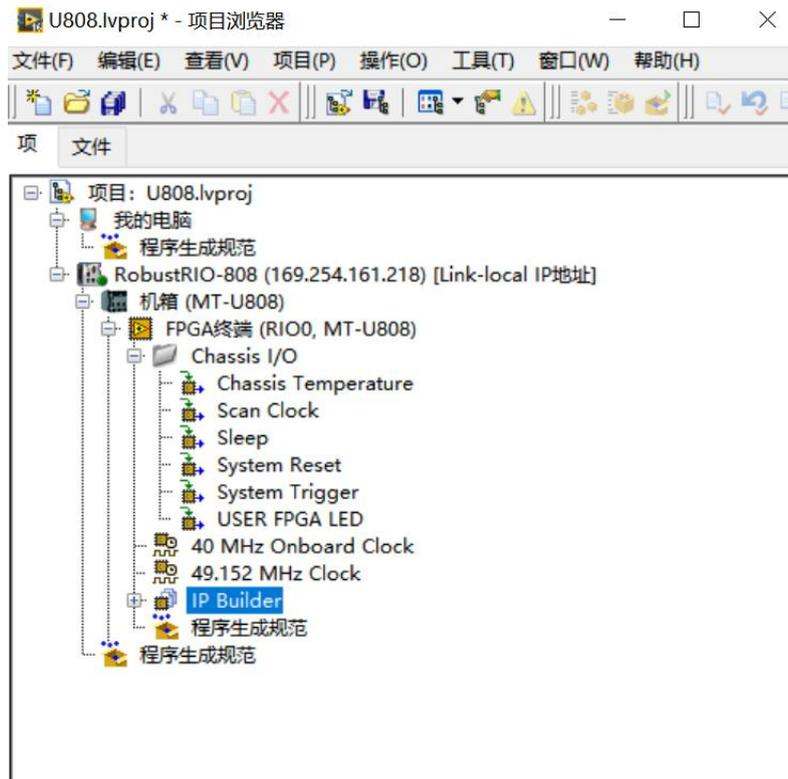 U808.lvproj * - 项目浏览器
文件(F) 编辑(E) 查看(V) 项目(P) 操作(O) 工具(T) 窗口(W) 帮助(H)
项 文件
项目：U808.lvproj
我的电脑
程序生成规范
RobustRIO-808 (169.254.161.218) [Link-local IP地址]
机箱 (MT-U808)
FPGA终端 (RIO0, MT-U808)
Chassis I/O
Chassis Temperature
Scan Clock
Sleep
System Reset
System Trigger
USER FPGA LED
40 MHz Onboard Clock
49.152 MHz Clock
IP Builder
程序生成规范
程序生成规范